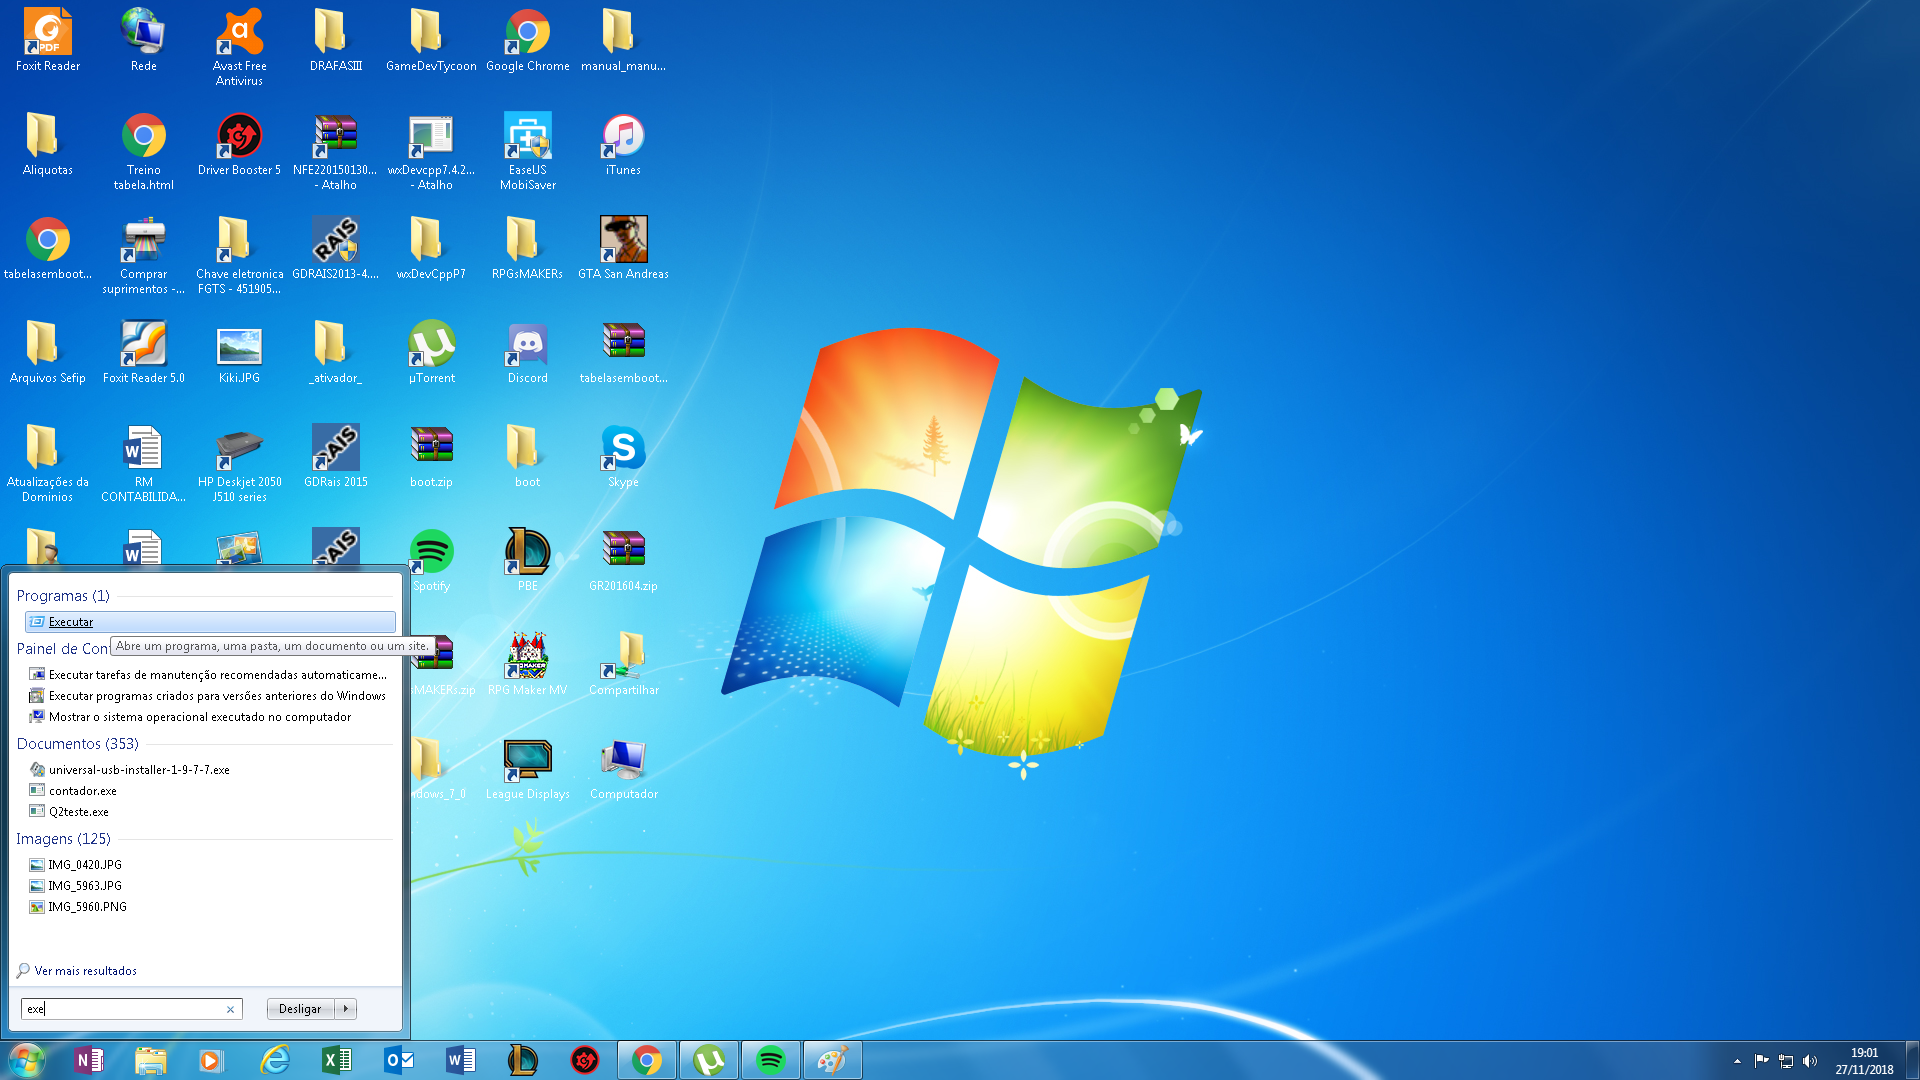 Foxit Reader
Rede
Avast Free
Antivirus
DRAFASIII
GameDevTycoon
Google Chrome
manual_manu...
Aliquotas
Treino
tabela.html
Driver Booster 5
NFE220150130...
- Atalho
wxDevcpp7.4.2...
- Atalho
EaseUS
MobiSaver
iTunes
tabelasemboot...
Comprar
suprimentos -...
Chave eletronica
FGTS - 451905...
GDRAIS2013-4....
wxDevCppP7
RPGsMAKERs
GTA San Andreas
Arquivos Sefip
Foxit Reader 5.0
Kiki.JPG
_ativador_
µTorrent
Discord
tabelasemboot...
Atualizações da
Dominios
RM
CONTABILIDA...
HP Deskjet 2050
J510 series
GDRais 2015
boot.zip
boot
Skype
Spotify
PBE
GR201604.zip
sMAKERs.zip
RPG Maker MV
Compartilhar
ndows_7_0
League Displays
Computador
Programas (1)
Executar
Abre um programa, uma pasta, um documento ou um site.
Painel de Con
Executar tarefas de manutenção recomendadas automaticame...
Executar programas criados para versões anteriores do Windows
Mostrar o sistema operacional executado no computador
Documentos (353)
universal-usb-installer-1-9-7-7.exe
contador.exe
Q2teste.exe
Imagens (125)
IMG_0420.JPG
IMG_5963.JPG
IMG_5960.PNG
Ver mais resultados
exe
Desligar
19:01
27/11/2018